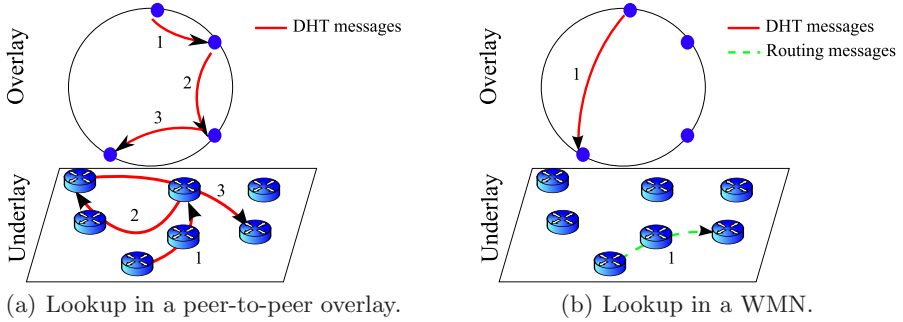 Overlay
1
2
3
DHT messages
Underlay
1
2
3
(a) Lookup in a peer-to-peer overlay.
Overlay
1
DHT messages
Routing messages
Underlay
1
(b) Lookup in a WMN.